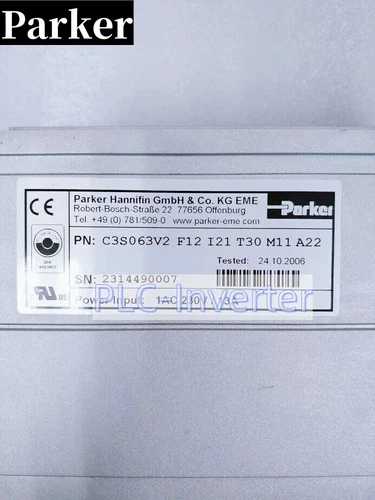 Parker
Parker Hannifin GmbH & Co. KG EME
Robert-Bosch-Straße 22 77656 Offenburg
Tel. +49 (0) 781/509-0 www.parker-eme.com
Parker
PN: C3S063V2 F12 I21 T30 M11 A22
Tested: 24.10.2006
SN: 2314490007
Power Input: 1AC 230V 13A
PLC Inverter